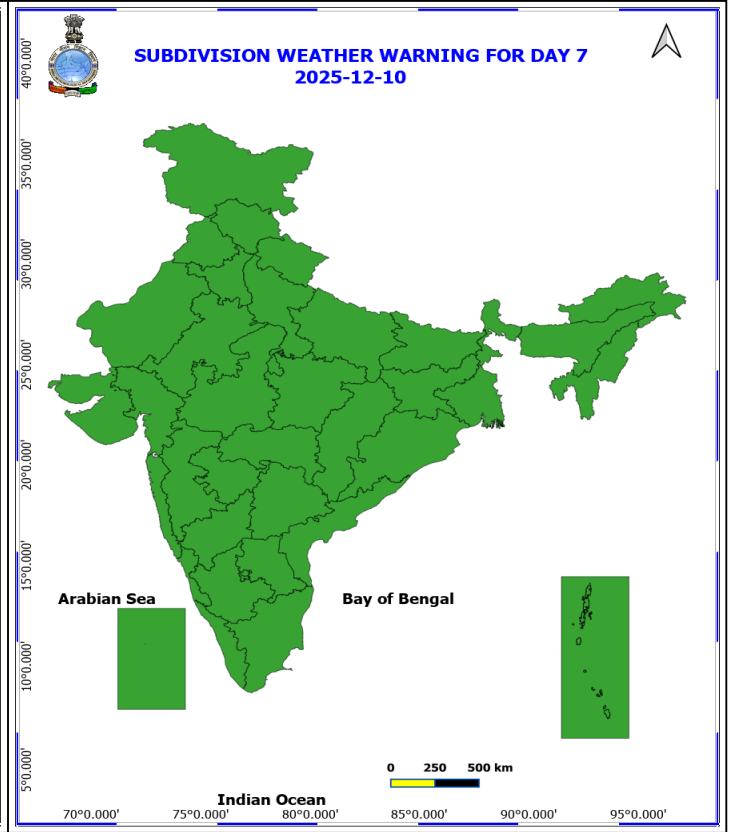 SUBDIVISION WEATHER WARNING FOR DAY 7
2025-12-10
40°0.000'
35°0.000'
30°0.000'
25°0.000'
20°0.000'
15°0.000'
10°0.000'
5°0.000'
Arabian Sea
Bay of Bengal
0 250 500 km
Indian Ocean
70°0.000' 75°0.000' 80°0.000' 85°0.000' 90°0.000' 95°0.000'